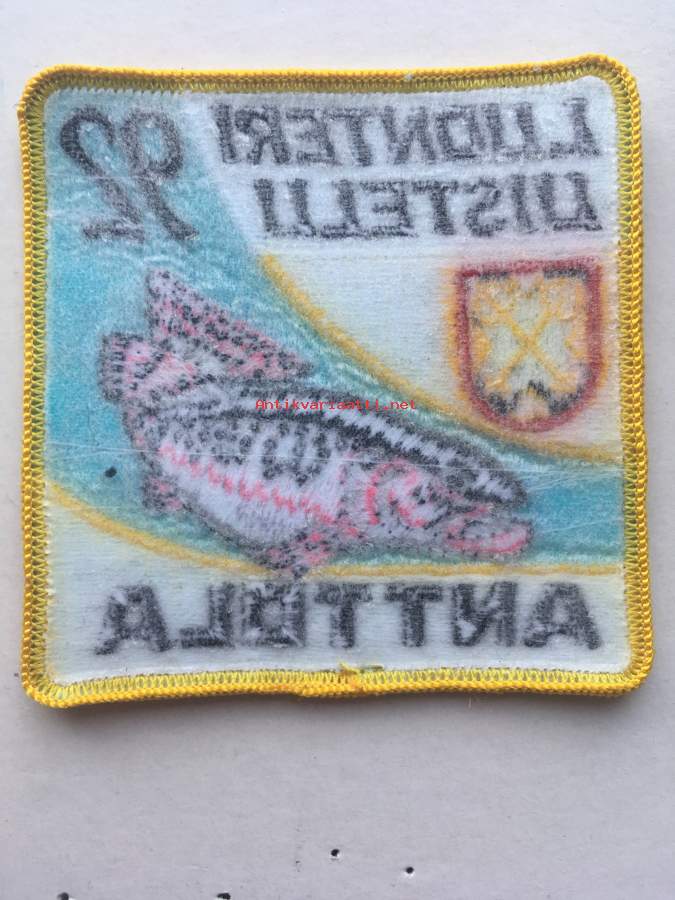 LUONTERI 92
UISTELU
Antikvariaatti.net
ANTTOLA